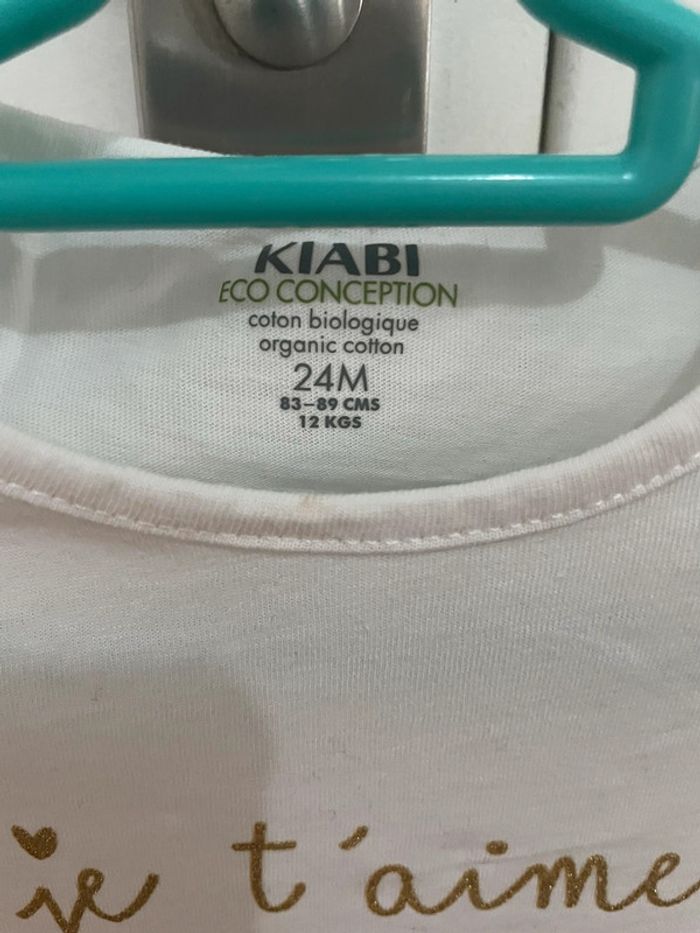 KIABI
ECO CONCEPTION
coton biologique
organic cotton
24M
83-89 CMS
12 KGS
je t'aime